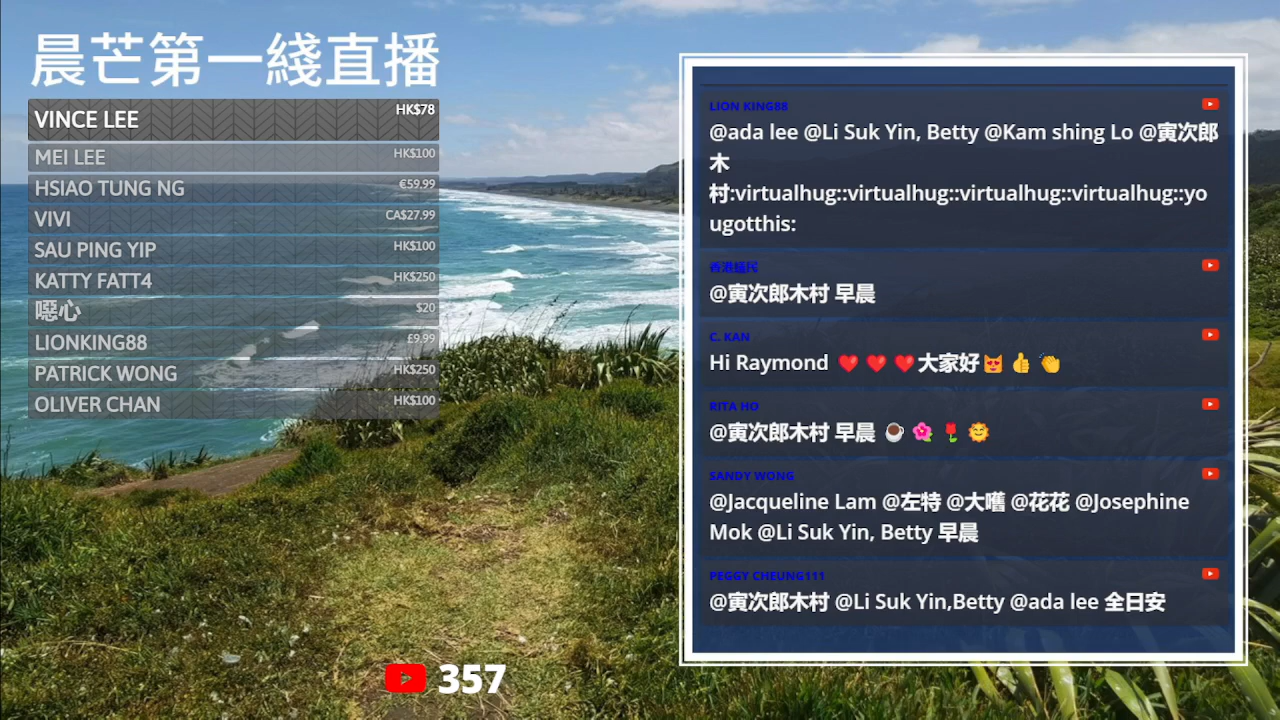 晨芒第一綫直播
VINCE LEE HK$78
MEI LEE HK$100
HSIAO TUNG NG €59.99
VIVI CA$27.99
SAU PING YIP HK$100
KATTY FATT4 HK$250
噁心 $20
LIONKING88 £9.99
PATRICK WONG HK$250
OLIVER CHAN HK$100
357
LION KING88
@ada lee @Li Suk Yin, Betty @Kam shing Lo @寅次郎
木
村:virtualhug::virtualhug::virtualhug::virtualhug::yo
ugotthis:
@寅次郎木村 早晨
C. KAN
Hi Raymond ❤️ ❤️ ❤️大家好😻👍 👏
RITA HO
@寅次郎木村 早晨 ☕ 🌺 🌷 🌞
SANDY WONG
@Jacqueline Lam @左特 @大嚿 @花花 @Josephine
Mok @Li Suk Yin, Betty 早晨
PEGGY CHEUNG111
@寅次郎木村 @Li Suk Yin,Betty @ada lee 全日安